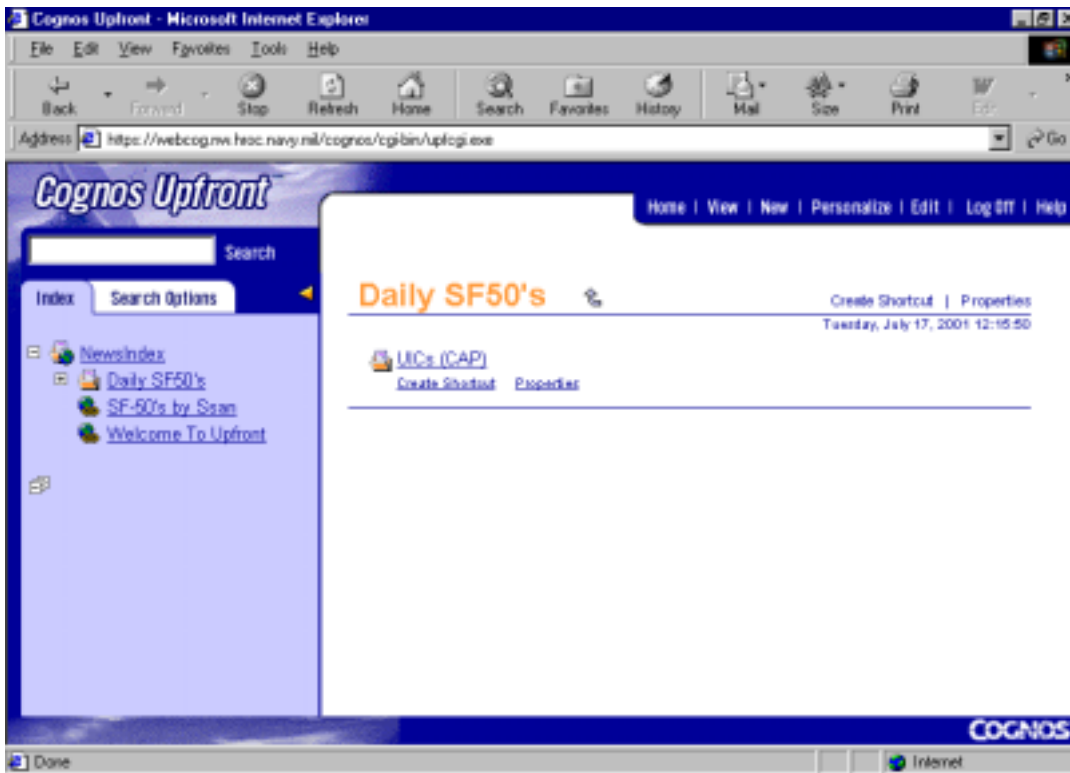 Cognos Upfront - Microsoft Internet Explorer
File Edit View Favorites Tools Help
Back Forward Stop Refresh Home Search Favorites History Mail Size Print Edit
Address https://webcog.nw.hroc.navy.mil/cognos/cgi-bin/upfcgi.exe Go
Cognos Upfront™
Home | View | New | Personalize | Edit | Log Off | Help
Search
Index Search Options
Daily SF50's
Create Shortcut | Properties
Tuesday, July 17, 2001 12:15:50
NewsIndex
Daily SF50's
SF-50's by Ssan
Welcome To Upfront
UICs (CAP)
Create Shortcut Properties
COGNOS
Done Internet